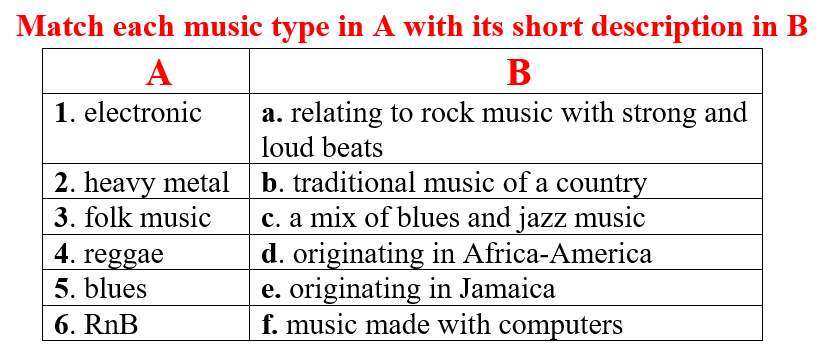 Match each music type in A with its short description in B
A B
1. electronic a. relating to rock music with strong and
loud beats
2. heavy metal b. traditional music of a country
3. folk music c. a mix of blues and jazz music
4. reggae d. originating in Africa-America
5. blues e. originating in Jamaica
6. RnB f. music made with computers